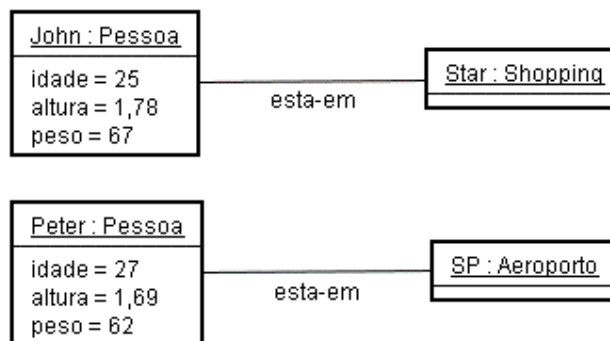 John : Pessoa
idade = 25
altura = 1,78
peso = 67
esta-em
Star : Shopping
Peter : Pessoa
idade = 27
altura = 1,69
peso = 62
esta-em
SP : Aeroporto